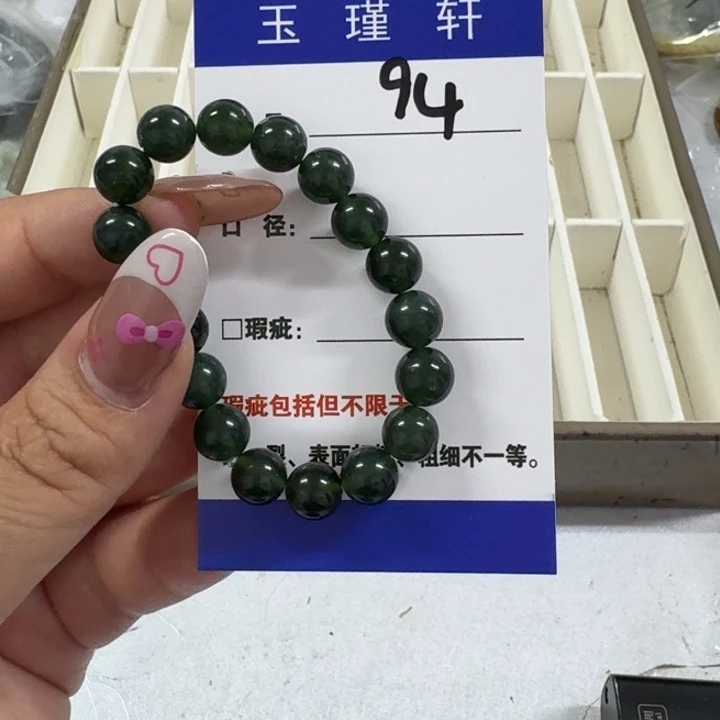 玉瑾轩
94
口 径：
□瑕疵：
瑕疵包括但不限于
裂、表面 、粗细不一等。